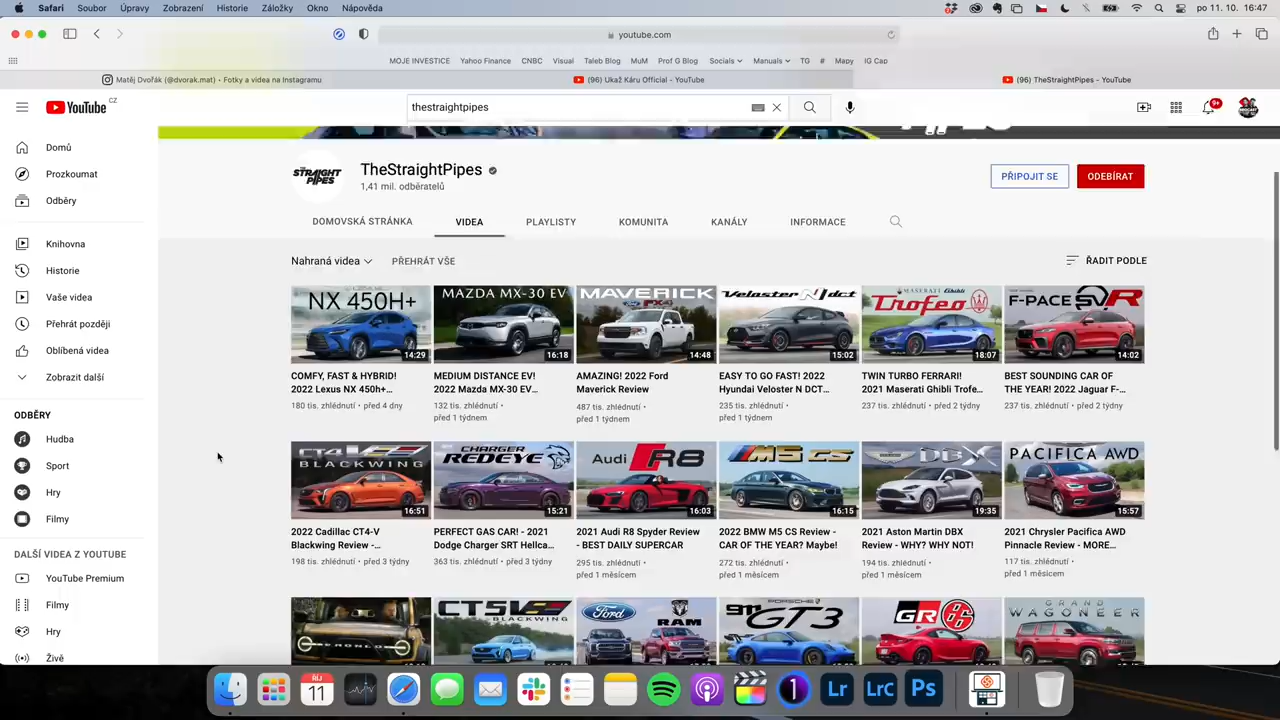 Safari Soubor Úpravy Zobrazení Historie Záložky Okno Nápověda po 11. 10. 16:47
youtube.com
MOJE INVESTICE Yahoo Finance CNBC Visual Taleb Blog MuM Prof G Blog Socials Manuals TG # Mapy IG Cap
Matěj Dvořák (@dvorak.mat) • Fotky a videa na Instagramu
(96) Ukaž Káru Official - YouTube
(96) TheStraightPipes - YouTube
YouTube CZ
thestraightpipes
9+
Domů
Prozkoumat
Odběry
Knihovna
Historie
Vaše videa
Přehrát později
Oblíbená videa
Zobrazit další
ODBĚRY
Hudba
Sport
Hry
Filmy
DALŠÍ VIDEA Z YOUTUBE
YouTube Premium
Filmy
Hry
Živě
STRAIGHT PIPES
TheStraightPipes
1,41 mil. odběratelů
PŘIPOJIT SE
ODEBÍRAT
DOMOVSKÁ STRÁNKA VIDEA PLAYLISTY KOMUNITA KANÁLY INFORMACE
Nahraná videa PŘEHRÁT VŠE
ŘADIT PODLE
NX 450H+
14:29
COMFY, FAST & HYBRID!
2022 Lexus NX 450h+...
180 tis. zhlédnutí • před 4 dny
MAZDA MX-30 EV
16:18
MEDIUM DISTANCE EV!
2022 Mazda MX-30 EV...
132 tis. zhlédnutí •
před 1 týdnem
MAVERICK
FX4
14:48
AMAZING! 2022 Ford
Maverick Review
487 tis. zhlédnutí •
před 1 týdnem
Veloster N dct
15:02
EASY TO GO FAST! 2022
Hyundai Veloster N DCT...
235 tis. zhlédnutí •
před 1 týdnem
MASERATI Ghibli
Trofeo
18:07
TWIN TURBO FERRARI!
2021 Maserati Ghibli Trofe...
237 tis. zhlédnutí • před 2 týdny
F-PACE SVR
14:02
BEST SOUNDING CAR OF
THE YEAR! 2022 Jaguar F-...
237 tis. zhlédnutí • před 2 týdny
CT4-V
BLACKWING
16:51
2022 Cadillac CT4-V
Blackwing Review -...
198 tis. zhlédnutí • před 3 týdny
CHARGER
REDEYE
15:21
PERFECT GAS CAR! - 2021
Dodge Charger SRT Hellca...
363 tis. zhlédnutí • před 3 týdny
Audi R8
16:03
2021 Audi R8 Spyder Review
- BEST DAILY SUPERCAR
295 tis. zhlédnutí •
před 1 měsícem
M5 CS
16:15
2022 BMW M5 CS Review -
CAR OF THE YEAR? Maybe!
272 tis. zhlédnutí •
před 1 měsícem
DBX
19:35
2021 Aston Martin DBX
Review - WHY? WHY NOT!
194 tis. zhlédnutí •
před 1 měsícem
PACIFICA AWD
15:57
2021 Chrysler Pacifica AWD
Pinnacle Review - MORE...
117 tis. zhlédnutí •
před 1 měsícem
BRONCO
CT5-V
BLACKWING
Ford
RAM
PORSCHE
911 GT3
GR 86
GRAND
WAGONEER
ŘÍJ
11
1
Lr
LrC
Ps